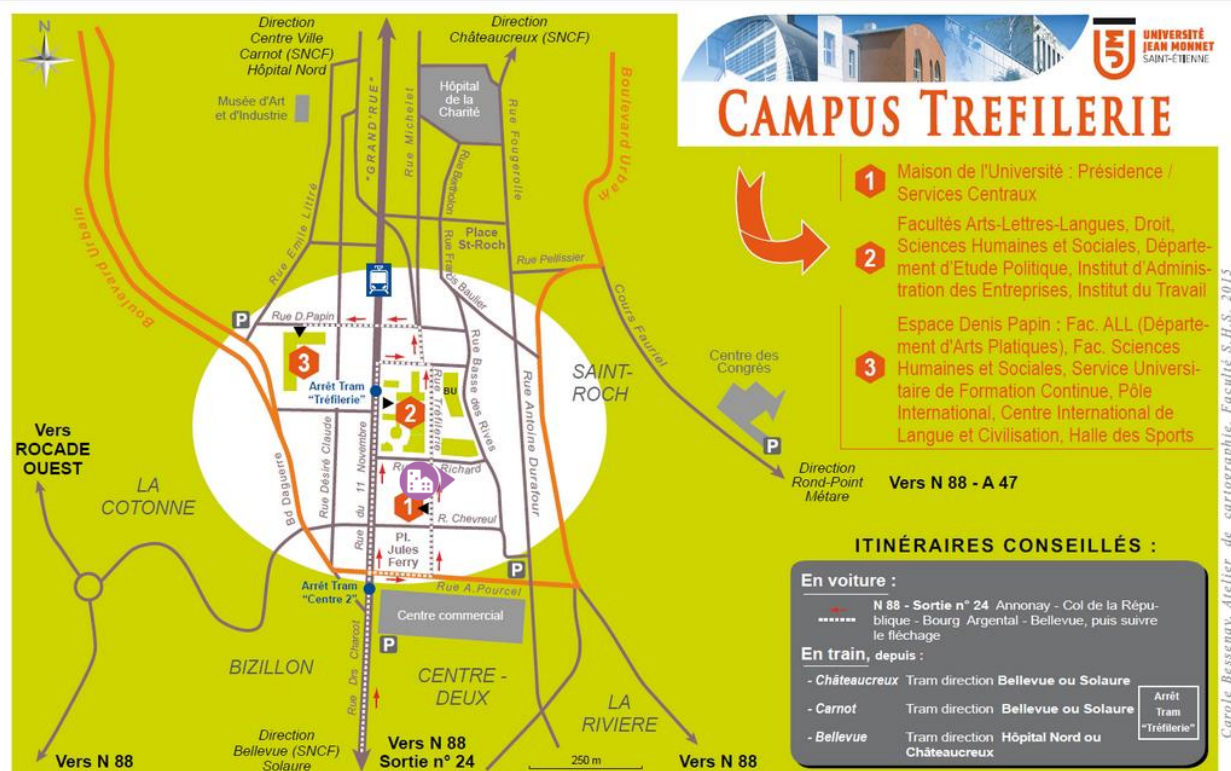 N
Direction
Centre Ville
Carnot (SNCF)
Hôpital Nord
Direction
Châteaucreux (SNCF)
Musée d'Art
et d'Industrie
Hôpital
de la
Charité
"GRAND'RUE"
Rue Michelet
Rue Fougerolle
Rue Bertholon
Boulevard Urbain
Boulevard Urbain
Rue Emile Littré
Place
St-Roch
Rue Francis Baulier
Rue Pellissier
Cours Fauriel
P
Rue D.Papin
3
Arrêt Tram
"Tréfilerie"
2
BU
Rue Tréfilerie
Rue Basse des Rives
Rue Antoine Durafour
SAINT-
ROCH
Centre des
Congrès
P
Direction
Rond-Point
Métare
Vers N 88 - A 47
Vers
ROCADE
OUEST
LA
COTONNE
Bd Daguerre
Rue Désiré Claude
Rue du 11 Novembre
Richard
1
R. Chevreul
Pl.
Jules
Ferry
P
Arrêt Tram
"Centre 2"
Rue A.Pourcel
Centre commercial
P
BIZILLON
Rue Drs Charcot
CENTRE -
DEUX
LA
RIVIERE
Vers N 88
Direction
Bellevue (SNCF)
Solaure
Vers N 88
Sortie n° 24
250 m
Vers N 88
UNIVERSITÉ
JEAN MONNET
SAINT-ÉTIENNE
CAMPUS TREFILERIE
1 Maison de l'Université : Présidence /
Services Centraux
2 Facultés Arts-Lettres-Langues, Droit,
Sciences Humaines et Sociales, Départe-
ment d'Etude Politique, Institut d'Adminis-
tration des Entreprises, Institut du Travail
3 Espace Denis Papin : Fac. ALL (Départe-
ment d'Arts Platiques), Fac. Sciences
Humaines et Sociales, Service Universi-
taire de Formation Continue, Pôle
International, Centre International de
Langue et Civilisation, Halle des Sports
ITINÉRAIRES CONSEILLÉS :
En voiture :
N 88 - Sortie n° 24 Annonay - Col de la Répu-
blique - Bourg Argental - Bellevue, puis suivre
le fléchage
En train, depuis :
- Châteaucreux Tram direction Bellevue ou Solaure
- Carnot Tram direction Bellevue ou Solaure
- Bellevue Tram direction Hôpital Nord ou
Châteaucreux
Arrêt
Tram
"Tréfilerie"
Carole Bessenay, Atelier de cartographie, Faculté S.H.S., 2015